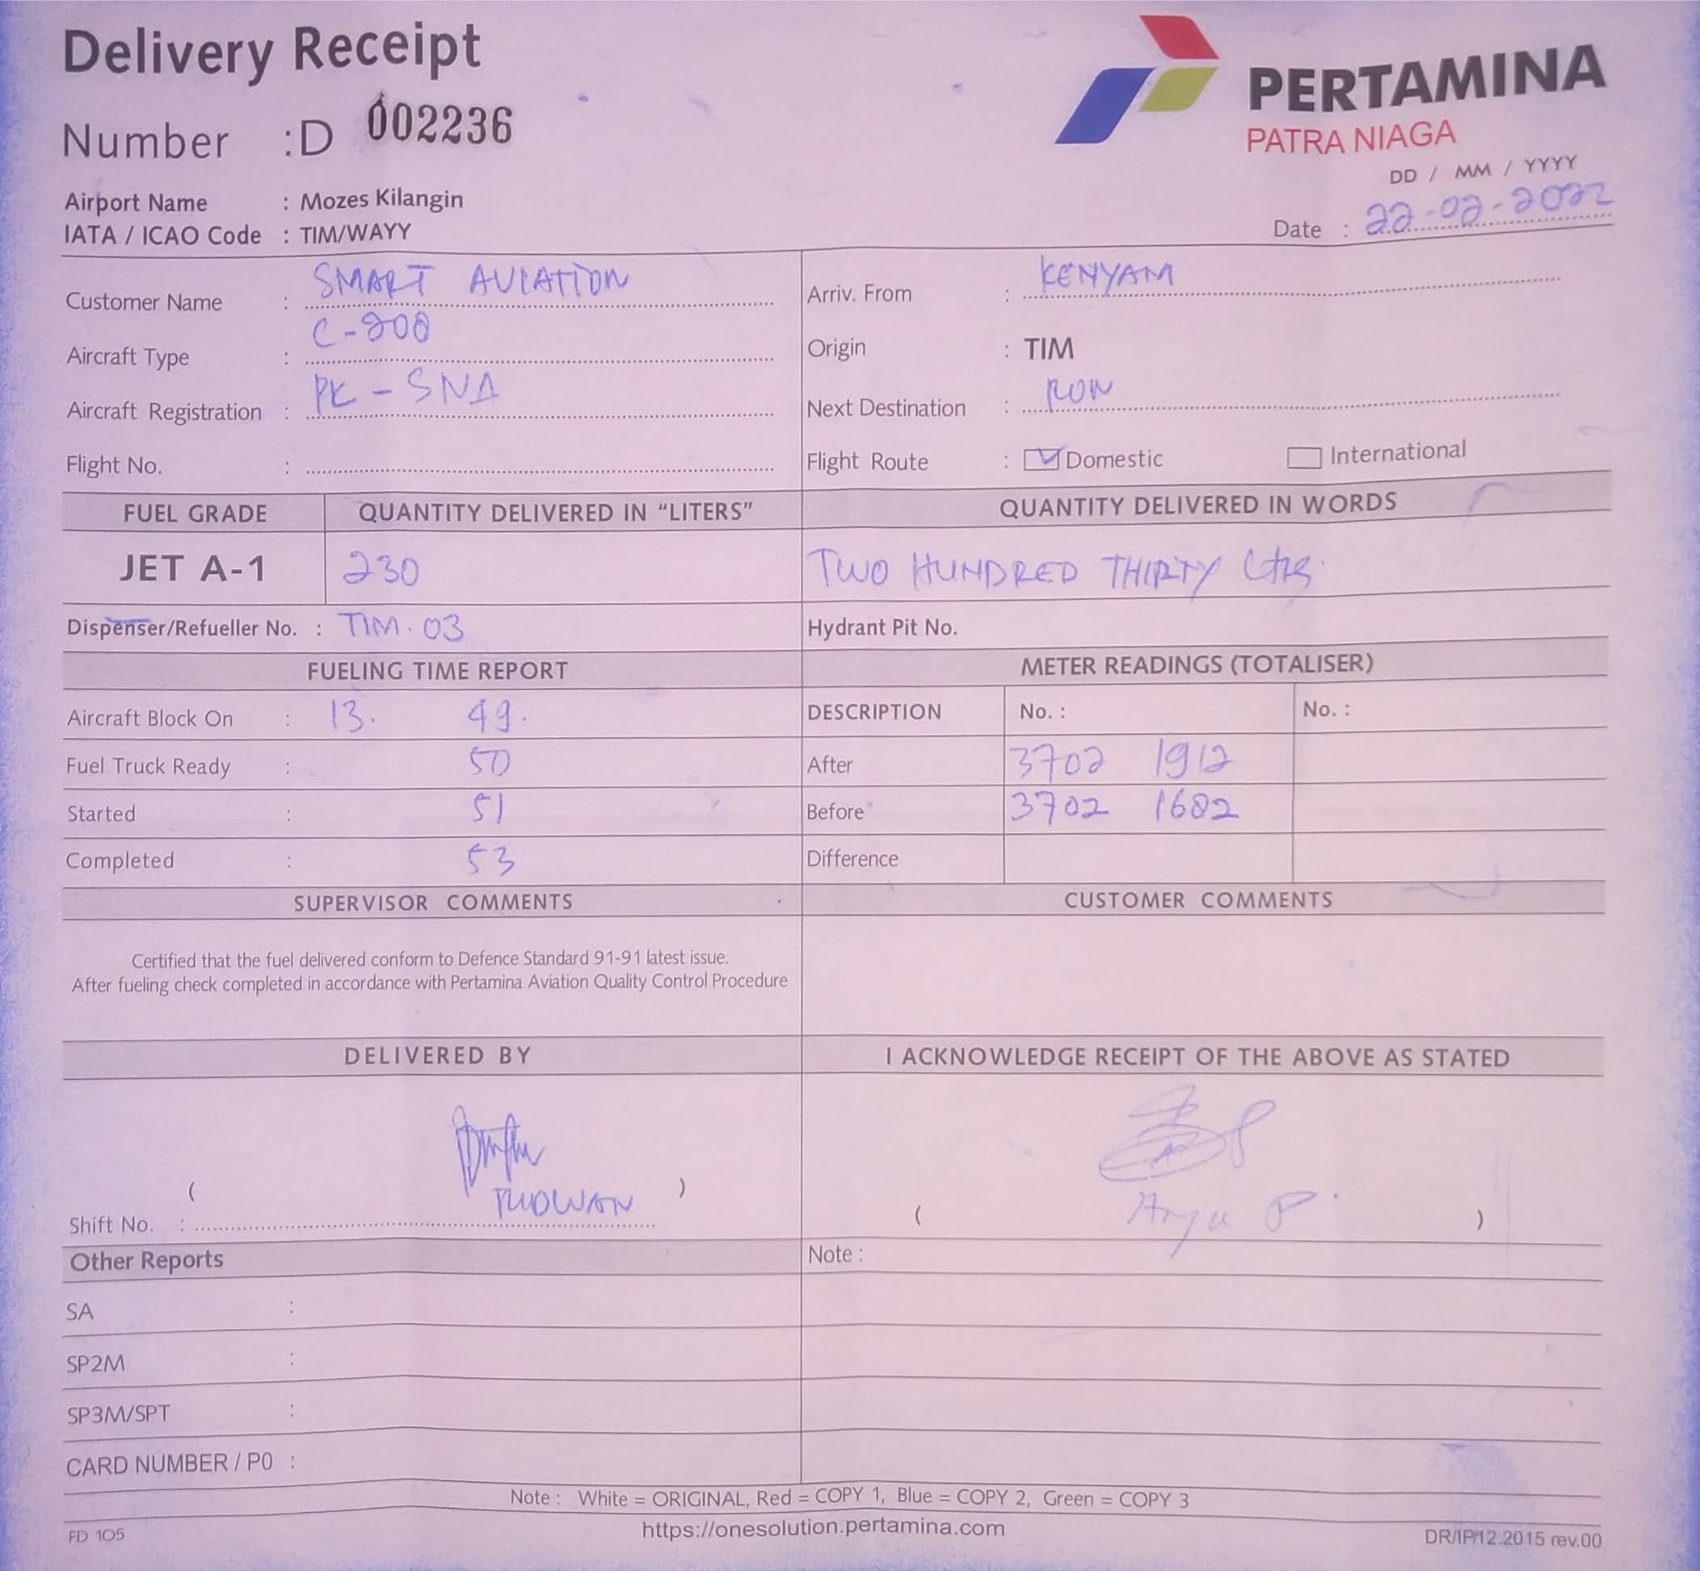 Delivery Receipt
PERTAMINA
PATRA NIAGA
Number : D 002236
DD / MM / YYYY
Date : 22-02-2022
Airport Name : Mozes Kilangin
IATA / ICAO Code : TIM/WAYY
Customer Name : SMART AVIATION
Arriv. From : KENYAM
Aircraft Type : C-208
Origin : TIM
Aircraft Registration : PK - SNA
Next Destination : RON
Flight No. :
Flight Route : Domestic International
FUEL GRADE QUANTITY DELIVERED IN “LITERS” QUANTITY DELIVERED IN WORDS
JET A-1 230 TWO HUNDRED THIRTY Ltrs.
Dispenser/Refueller No. : TIM. 03 Hydrant Pit No.
FUELING TIME REPORT METER READINGS (TOTALISER)
Aircraft Block On : 13. 49. DESCRIPTION No. : No. :
Fuel Truck Ready : 50 After 3702 1912
Started : 51 Before 3702 1682
Completed : 53 Difference
SUPERVISOR COMMENTS CUSTOMER COMMENTS
Certified that the fuel delivered conform to Defence Standard 91-91 latest issue.
After fueling check completed in accordance with Pertamina Aviation Quality Control Procedure
DELIVERED BY I ACKNOWLEDGE RECEIPT OF THE ABOVE AS STATED
( )
( Arya P. )
Shift No. :
Other Reports Note :
SA :
SP2M :
SP3M/SPT :
CARD NUMBER / P0 :
Note : White = ORIGINAL, Red = COPY 1, Blue = COPY 2, Green = COPY 3
FD 105 https://onesolution.pertamina.com DR/IP/12.2015 rev.00